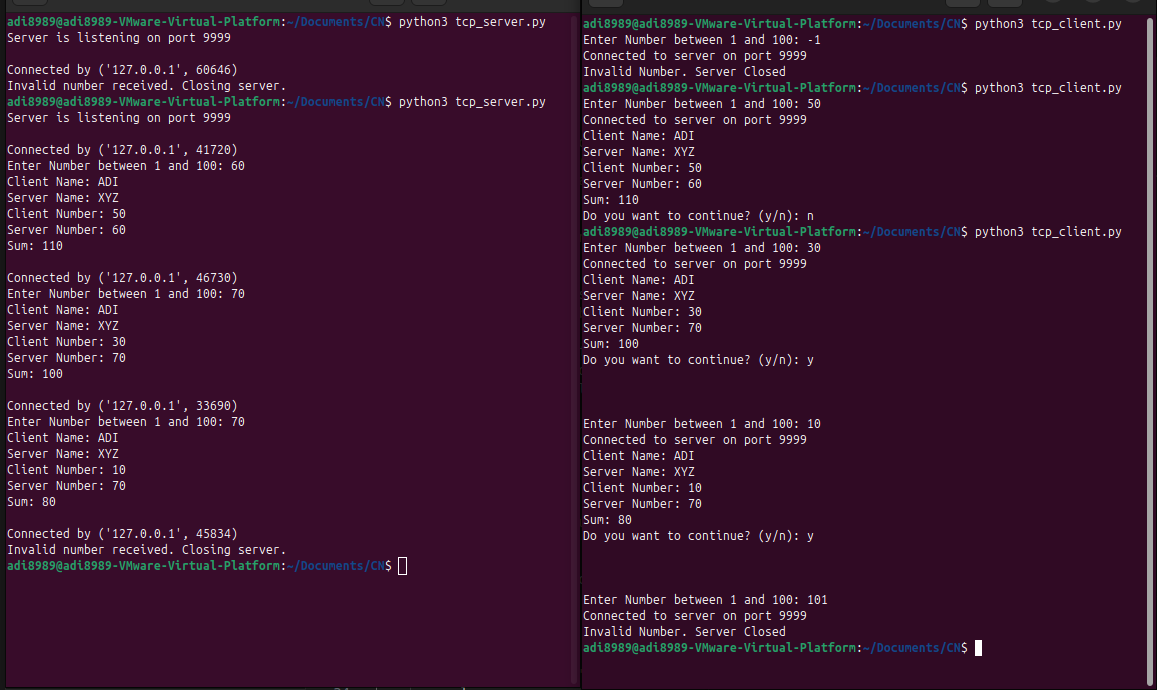 adi8989@adi8989-VMware-Virtual-Platform:~/Documents/CN$ python3 tcp_server.py
Server is listening on port 9999
Connected by ('127.0.0.1', 60646)
Invalid number received. Closing server.
adi8989@adi8989-VMware-Virtual-Platform:~/Documents/CN$ python3 tcp_server.py
Server is listening on port 9999
Connected by ('127.0.0.1', 41720)
Enter Number between 1 and 100: 60
Client Name: ADI
Server Name: XYZ
Client Number: 50
Server Number: 60
Sum: 110
Connected by ('127.0.0.1', 46730)
Enter Number between 1 and 100: 70
Client Name: ADI
Server Name: XYZ
Client Number: 30
Server Number: 70
Sum: 100
Connected by ('127.0.0.1', 33690)
Enter Number between 1 and 100: 70
Client Name: ADI
Server Name: XYZ
Client Number: 10
Server Number: 70
Sum: 80
Connected by ('127.0.0.1', 45834)
Invalid number received. Closing server.
adi8989@adi8989-VMware-Virtual-Platform:~/Documents/CN$
adi8989@adi8989-VMware-Virtual-Platform:~/Documents/CN$ python3 tcp_client.py
Enter Number between 1 and 100: -1
Connected to server on port 9999
Invalid Number. Server Closed
adi8989@adi8989-VMware-Virtual-Platform:~/Documents/CN$ python3 tcp_client.py
Enter Number between 1 and 100: 50
Connected to server on port 9999
Client Name: ADI
Server Name: XYZ
Client Number: 50
Server Number: 60
Sum: 110
Do you want to continue? (y/n): n
adi8989@adi8989-VMware-Virtual-Platform:~/Documents/CN$ python3 tcp_client.py
Enter Number between 1 and 100: 30
Connected to server on port 9999
Client Name: ADI
Server Name: XYZ
Client Number: 30
Server Number: 70
Sum: 100
Do you want to continue? (y/n): y
Enter Number between 1 and 100: 10
Connected to server on port 9999
Client Name: ADI
Server Name: XYZ
Client Number: 10
Server Number: 70
Sum: 80
Do you want to continue? (y/n): y
Enter Number between 1 and 100: 101
Connected to server on port 9999
Invalid Number. Server Closed
adi8989@adi8989-VMware-Virtual-Platform:~/Documents/CN$